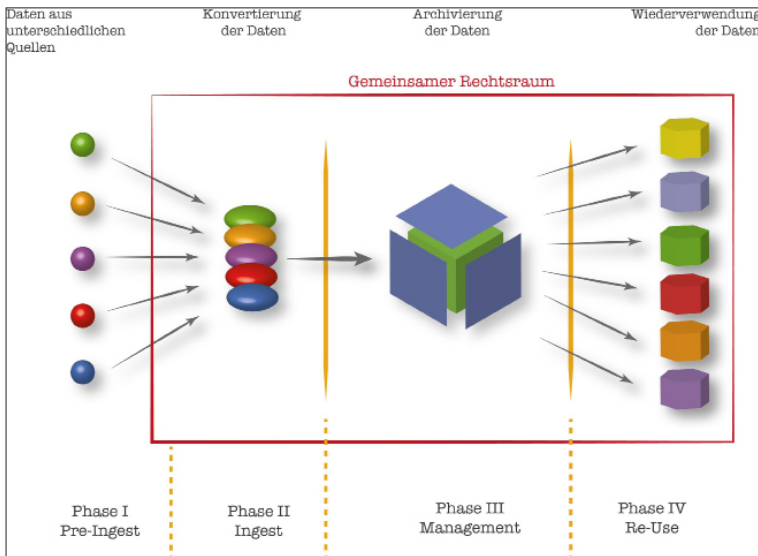 Daten aus
unterschiedlichen
Quellen
Konvertierung
der Daten
Archivierung
der Daten
Wiederverwendung
der Daten
Gemeinsamer Rechtsraum
Phase I
Pre-Ingest
Phase II
Ingest
Phase III
Management
Phase IV
Re-Use